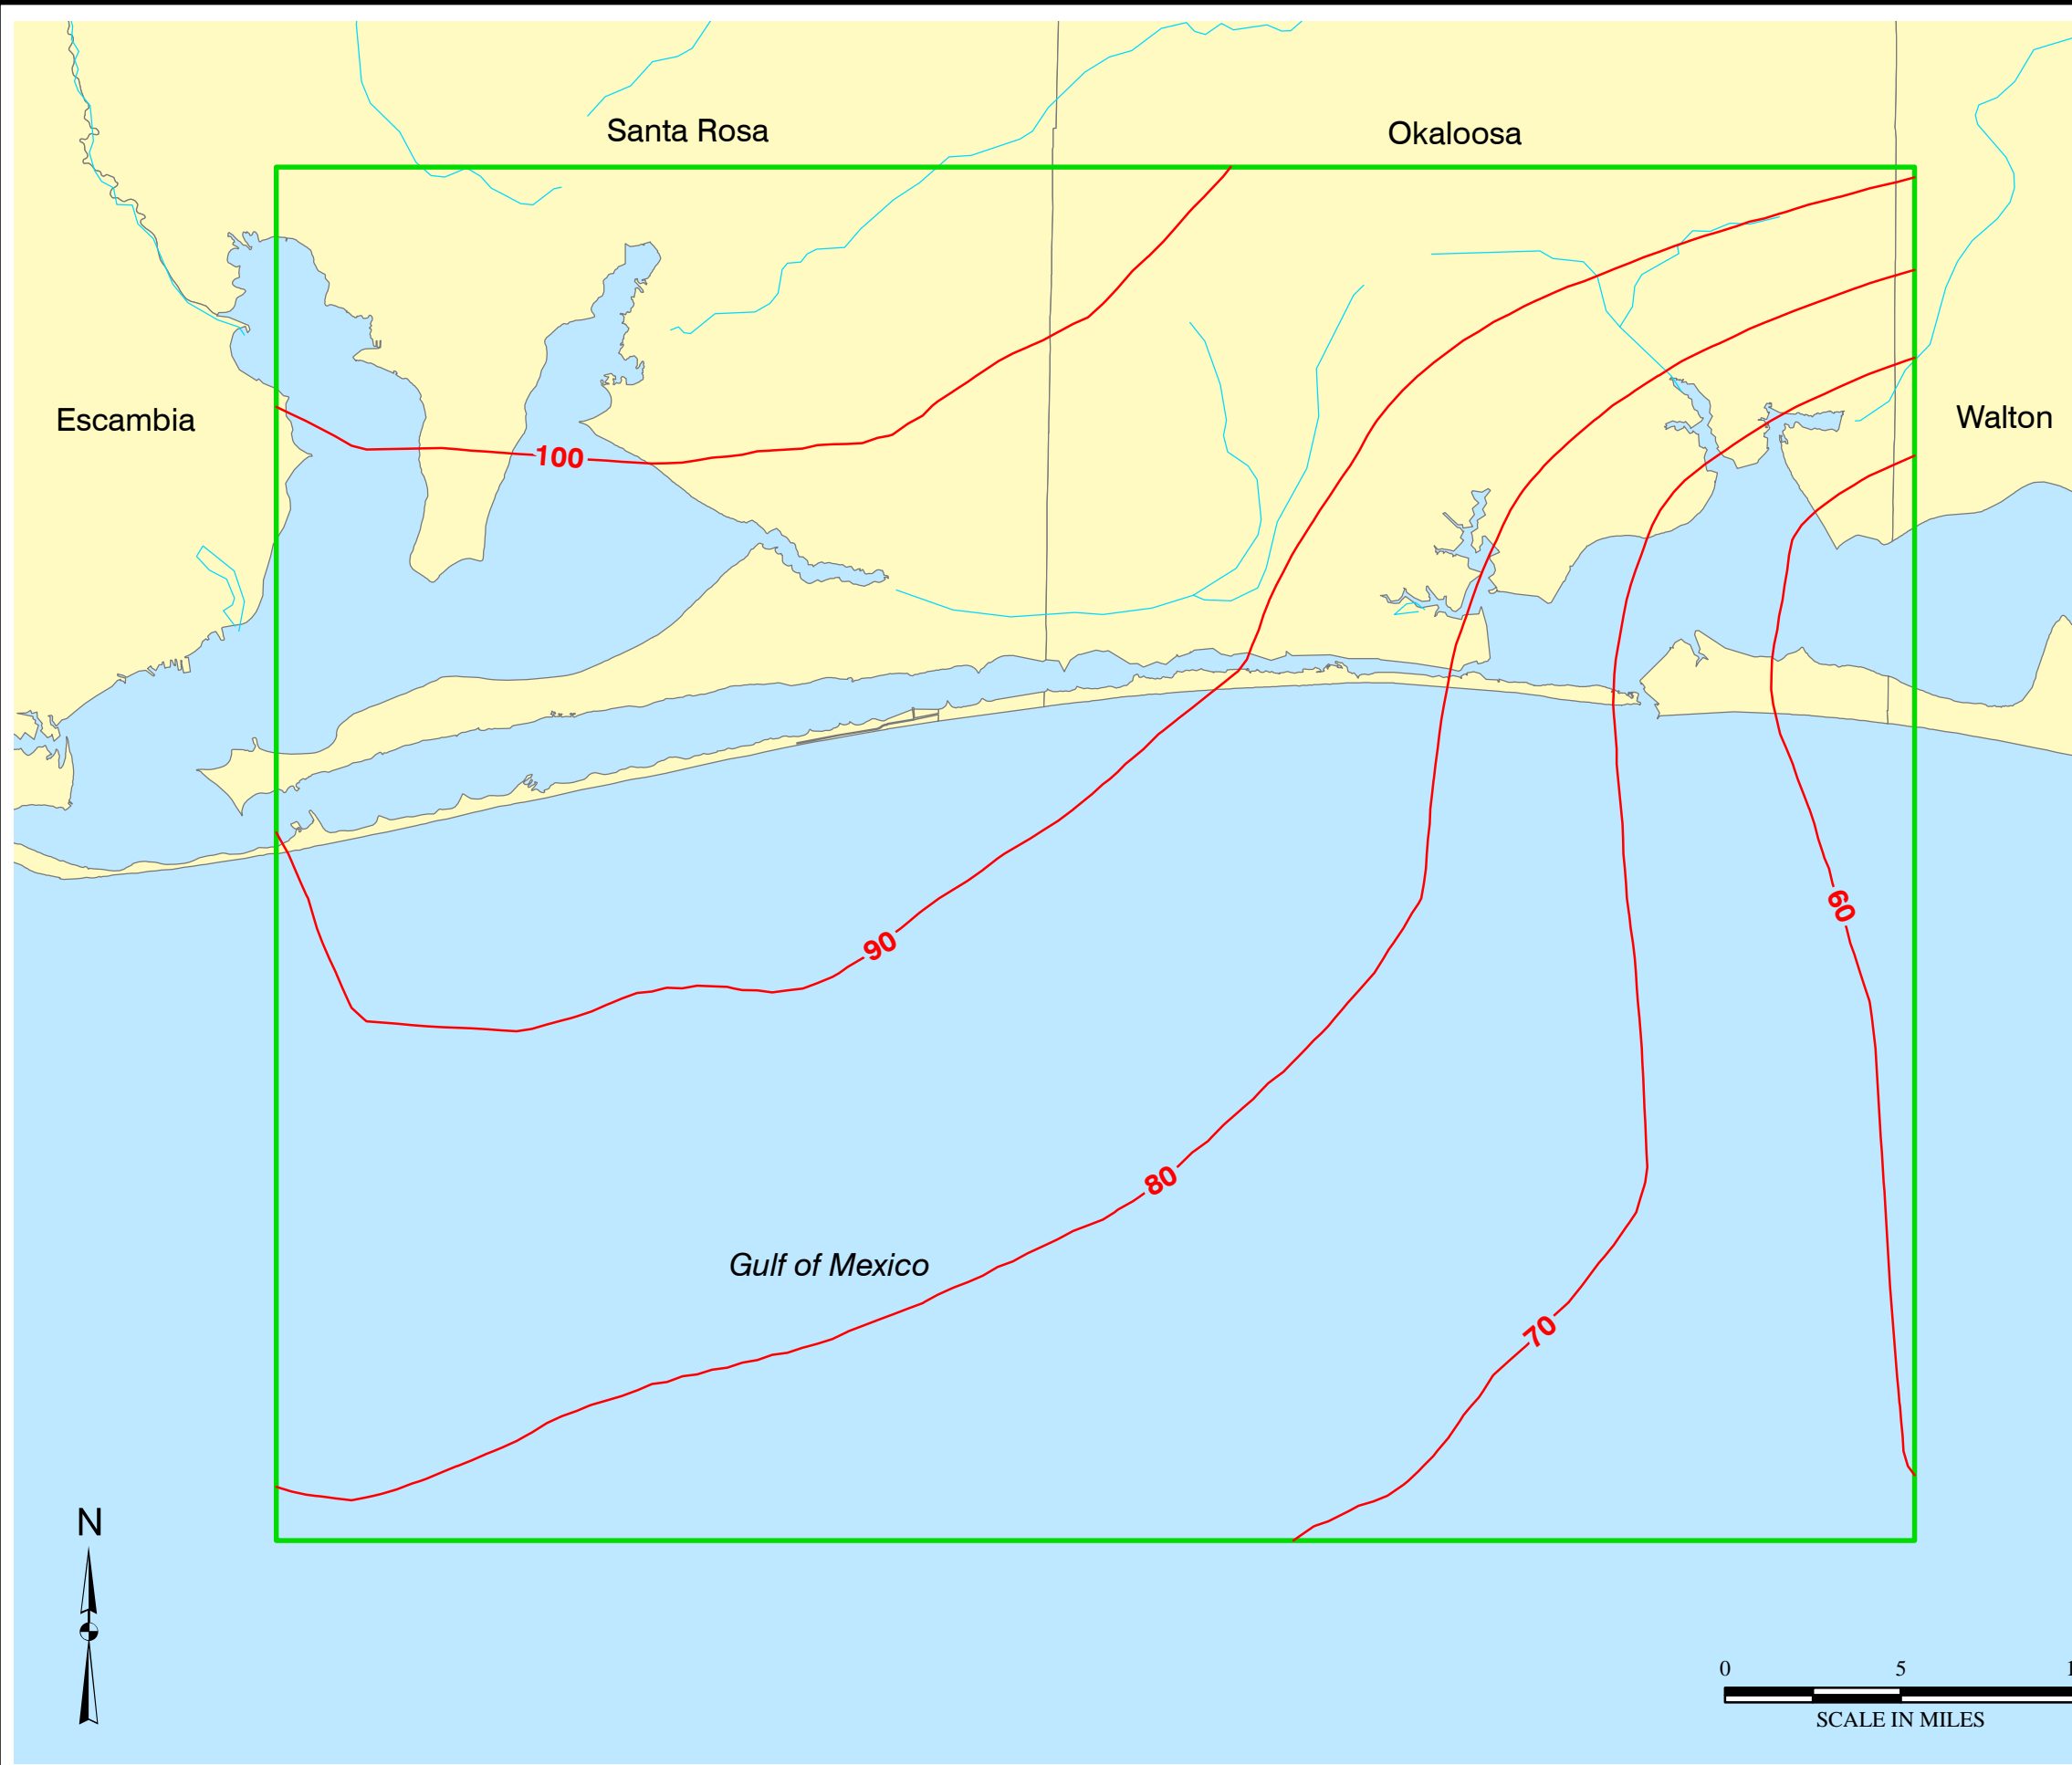 Santa Rosa
Okaloosa
Escambia
Walton
100
60
90
80
Gulf of Mexico
70
N
0 5
SCALE IN MILES